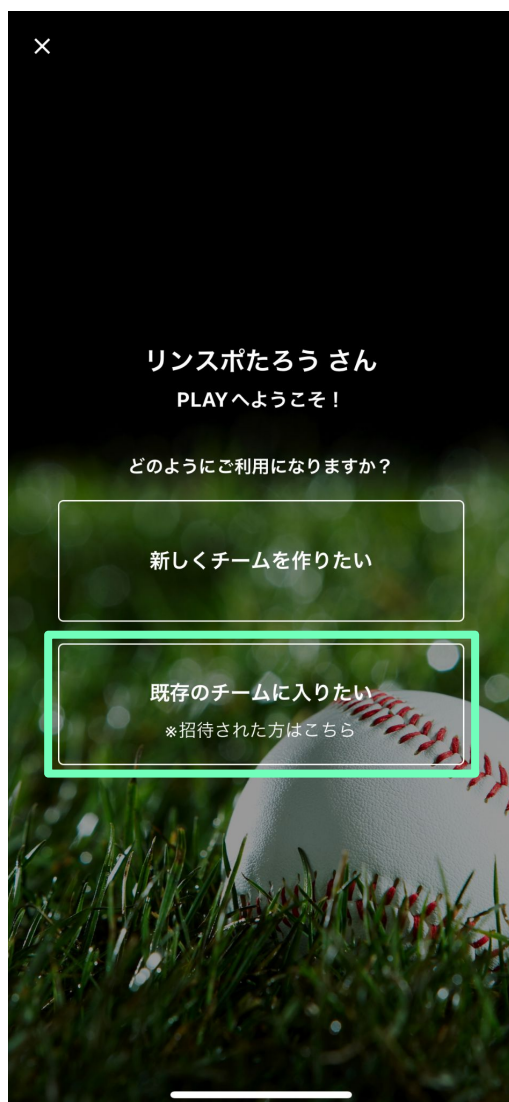 リンスポたろう さん
PLAYへようこそ！
どのようにご利用になりますか？
新しくチームを作りたい
既存のチームに入りたい
※招待された方はこちら